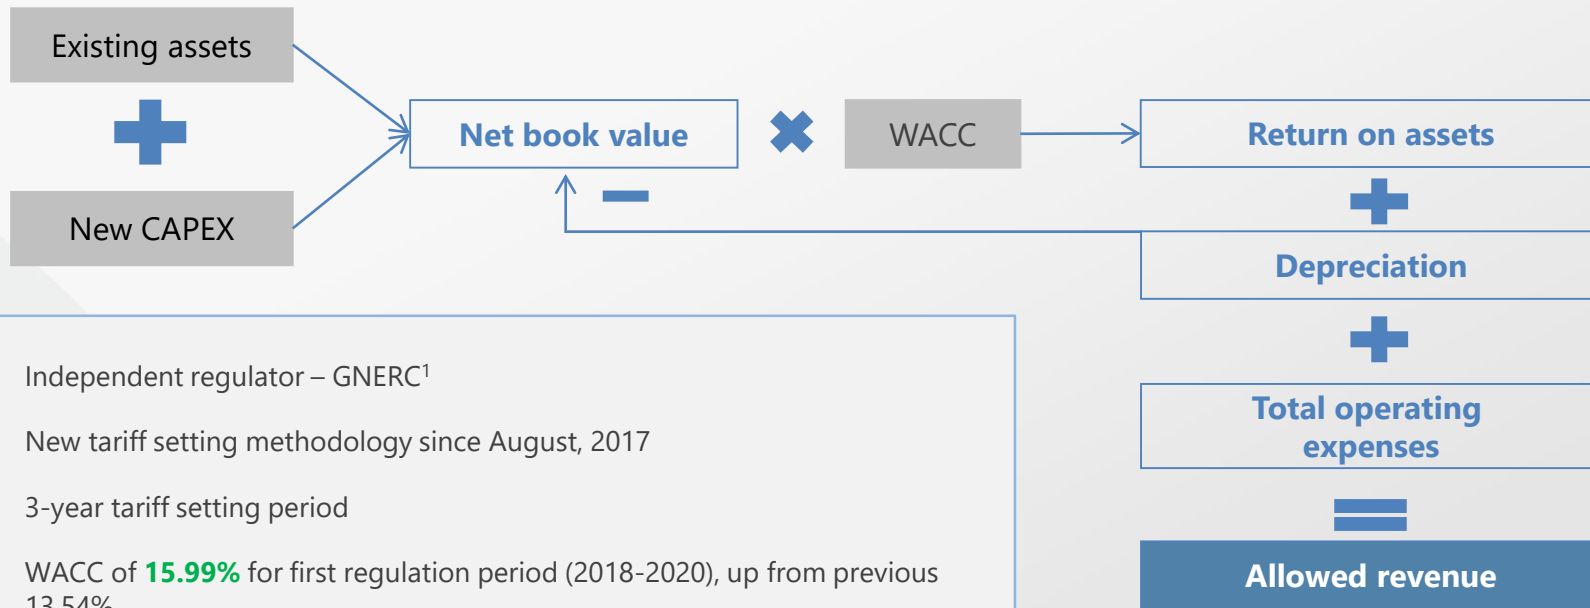 Existing assets
Net book value
WACC
Return on assets
New CAPEX
Depreciation
Total operating
expenses
Allowed revenue
Independent regulator – GNERC¹
New tariff setting methodology since August, 2017
3-year tariff setting period
WACC of 15.99% for first regulation period (2018-2020), up from previous
13.54%